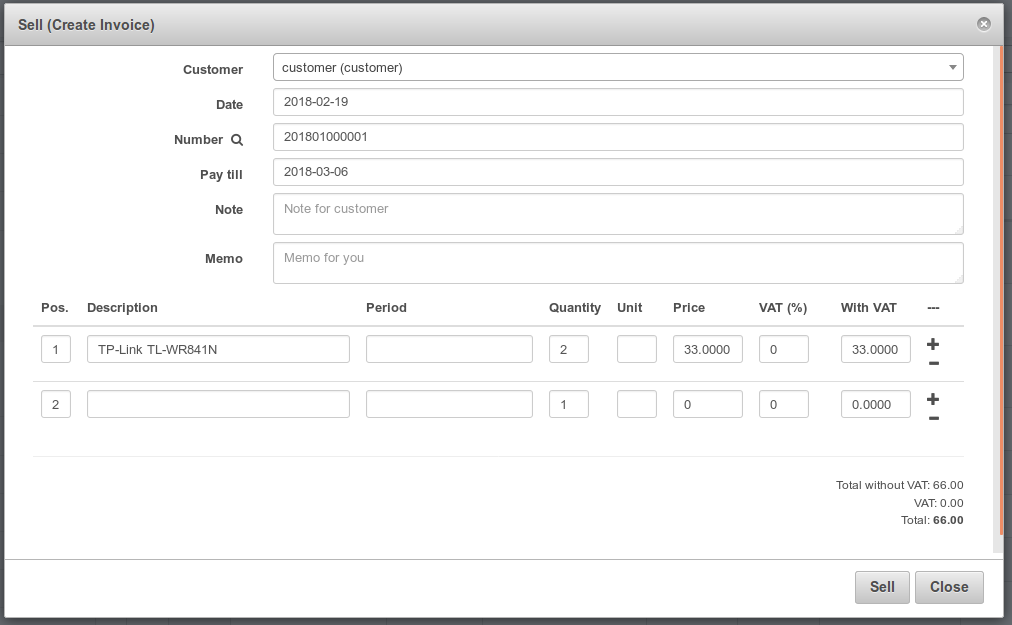 Sell (Create Invoice)
Customer customer (customer)
Date 2018-02-19
Number 201801000001
Pay till 2018-03-06
Note Note for customer
Memo Memo for you
Pos. Description Period Quantity Unit Price VAT (%) With VAT ---
1 TP-Link TL-WR841N 2 33.0000 0 33.0000
2 1 0 0 0.0000
Total without VAT: 66.00
VAT: 0.00
Total: 66.00
Sell Close